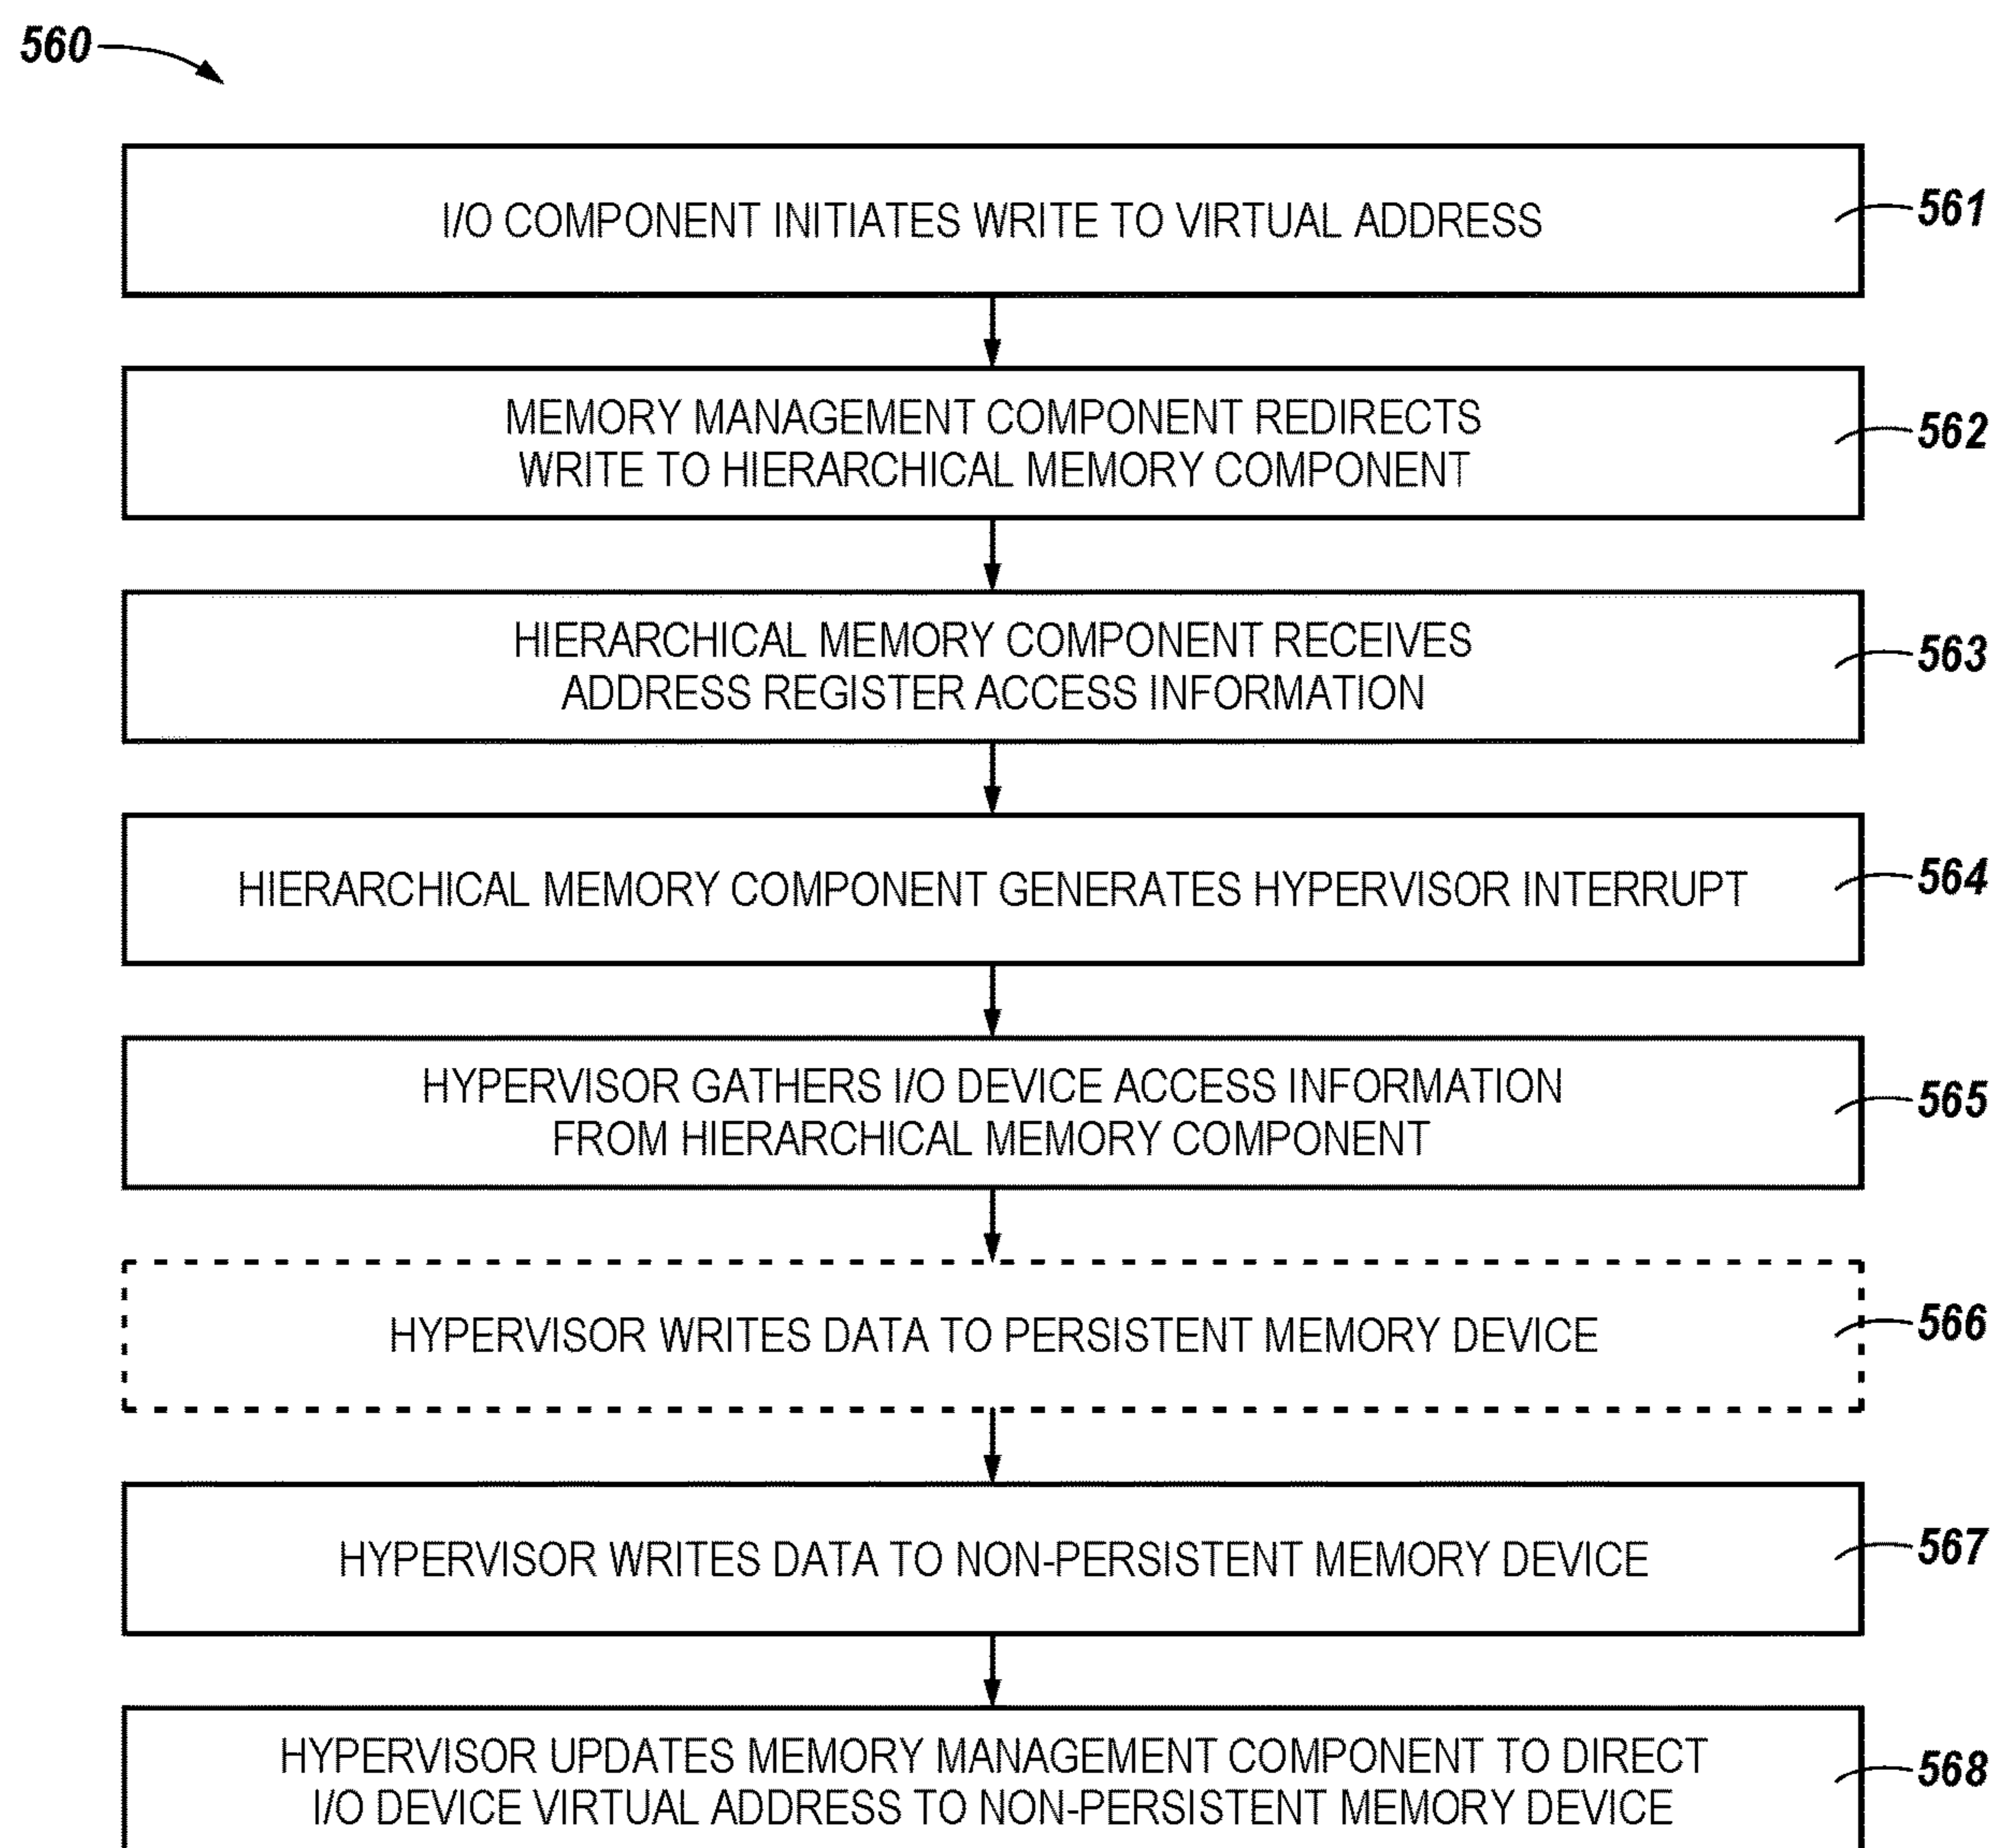 560
I/O COMPONENT INITIATES WRITE TO VIRTUAL ADDRESS
561
MEMORY MANAGEMENT COMPONENT REDIRECTS
WRITE TO HIERARCHICAL MEMORY COMPONENT
562
HIERARCHICAL MEMORY COMPONENT RECEIVES
ADDRESS REGISTER ACCESS INFORMATION
563
HIERARCHICAL MEMORY COMPONENT GENERATES HYPERVISOR INTERRUPT
564
HYPERVISOR GATHERS I/O DEVICE ACCESS INFORMATION
FROM HIERARCHICAL MEMORY COMPONENT
565
HYPERVISOR WRITES DATA TO PERSISTENT MEMORY DEVICE
566
HYPERVISOR WRITES DATA TO NON-PERSISTENT MEMORY DEVICE
567
HYPERVISOR UPDATES MEMORY MANAGEMENT COMPONENT TO DIRECT
I/O DEVICE VIRTUAL ADDRESS TO NON-PERSISTENT MEMORY DEVICE
568